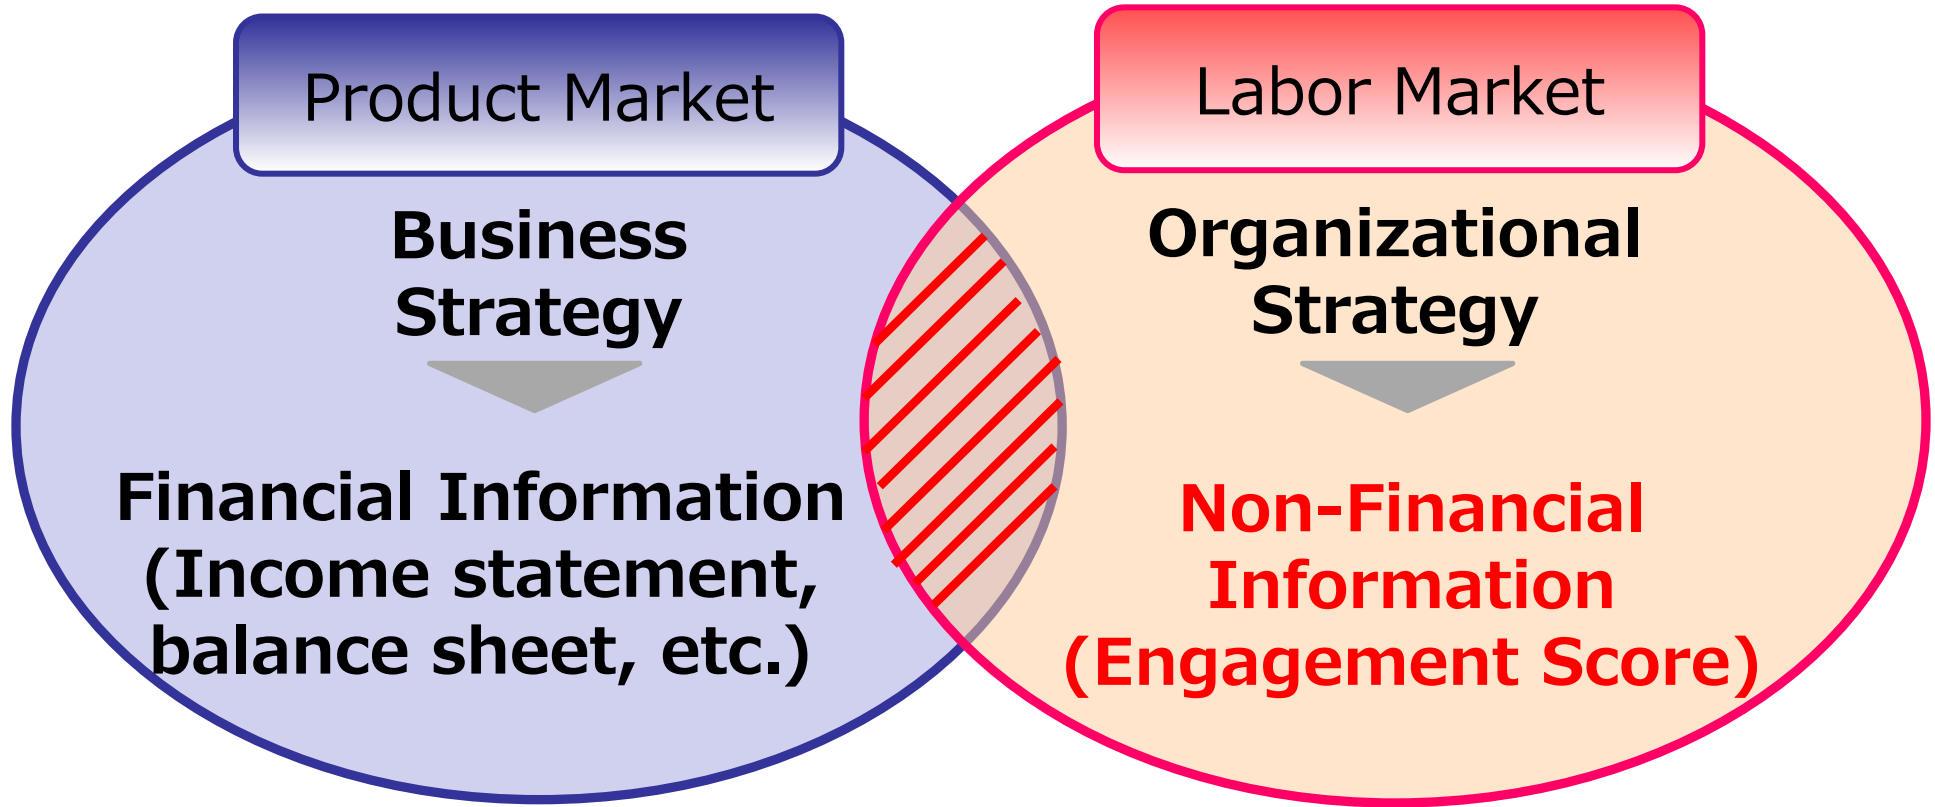 Product Market
Business
Strategy
Financial Information
(Income statement,
balance sheet, etc.)
Labor Market
Organizational
Strategy
Non-Financial
Information
(Engagement Score)